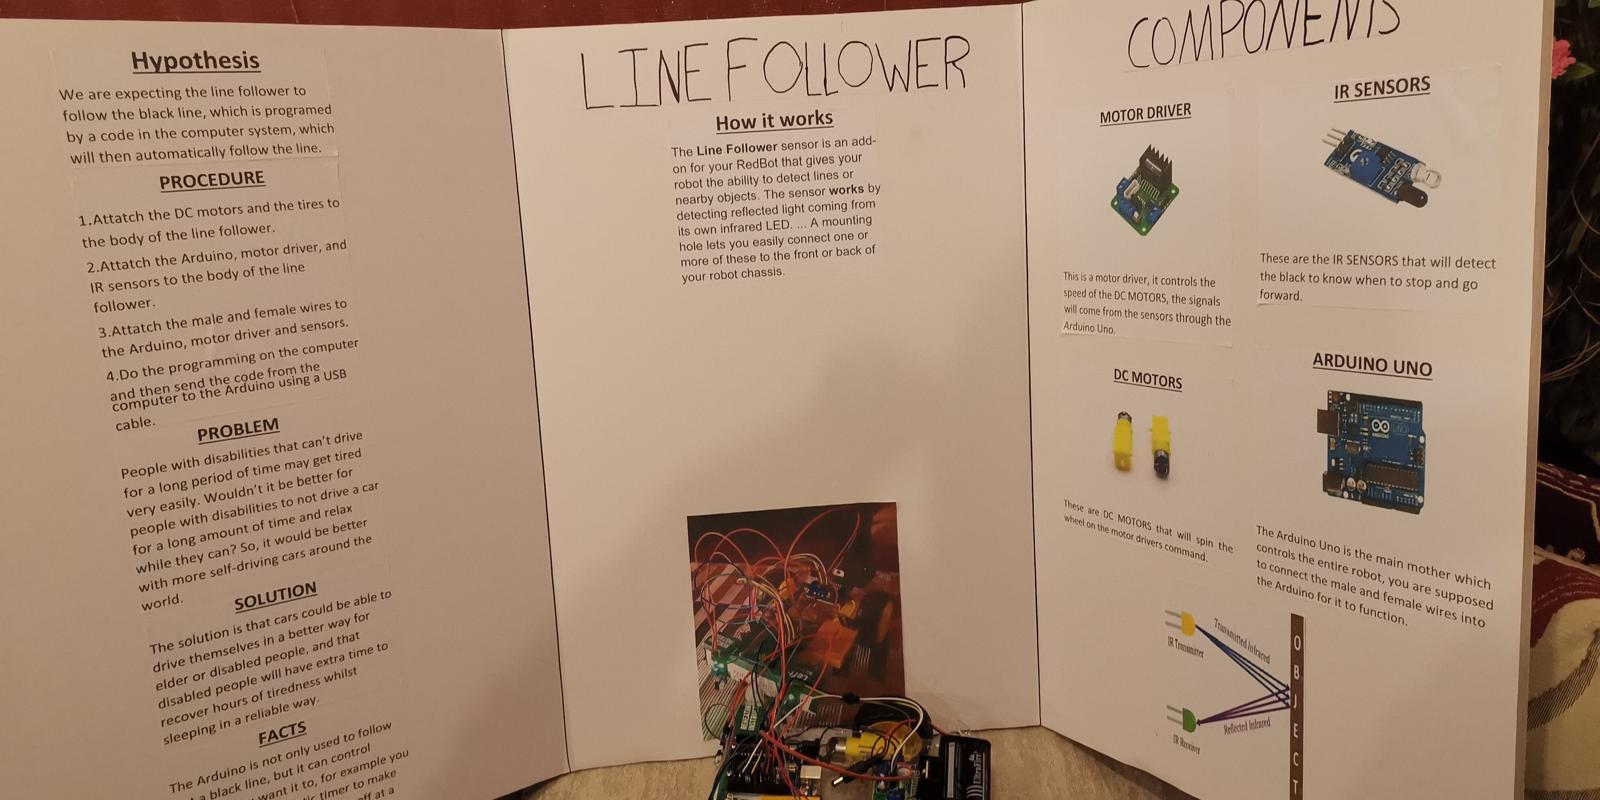 Hypothesis
We are expecting the line follower to
follow the black line, which is programed
by a code in the computer system, which
will then automatically follow the line.
PROCEDURE
1.Attatch the DC motors and the tires to
the body of the line follower.
2.Attatch the Arduino, motor driver, and
IR sensors to the body of the line
follower.
3.Attatch the male and female wires to
the Arduino, motor driver and sensors.
4.Do the programming on the computer
and then send the code from the
computer to the Arduino using a USB
cable.
PROBLEM
People with disabilities that can't drive
for a long period of time may get tired
very easily. Wouldn't it be better for
people with disabilities to not drive a car
for a long amount of time and relax
while they can? So, it would be better
with more self-driving cars around the
world.
SOLUTION
The solution is that cars could be able to
drive themselves in a better way for
elder or disabled people, and that
disabled people will have extra time to
recover hours of tiredness whilst
sleeping in a reliable way.
FACTS
The Arduino is not only used to follow
a black line, but it can control
want it to, for example you
timer to make
off at a
LINE FOLLOWER
How it works
The Line Follower sensor is an add-
on for your RedBot that gives your
robot the ability to detect lines or
nearby objects. The sensor works by
detecting reflected light coming from
its own infrared LED. ... A mounting
hole lets you easily connect one or
more of these to the front or back of
your robot chassis.
COMPONENTS
MOTOR DRIVER
This is a motor driver, it controls the
speed of the DC MOTORS, the signals
will come from the sensors through the
Arduino Uno.
IR SENSORS
These are the IR SENSORS that will detect
the black to know when to stop and go
forward.
DC MOTORS
These are DC MOTORS that will spin the
wheel on the motor drivers command.
ARDUINO UNO
The Arduino Uno is the main mother which
controls the entire robot, you are supposed
to connect the male and female wires into
the Arduino for it to function.
IR Transmitter
Transmitted Infrared
Reflected Infrared
IR Receiver
OBJECT